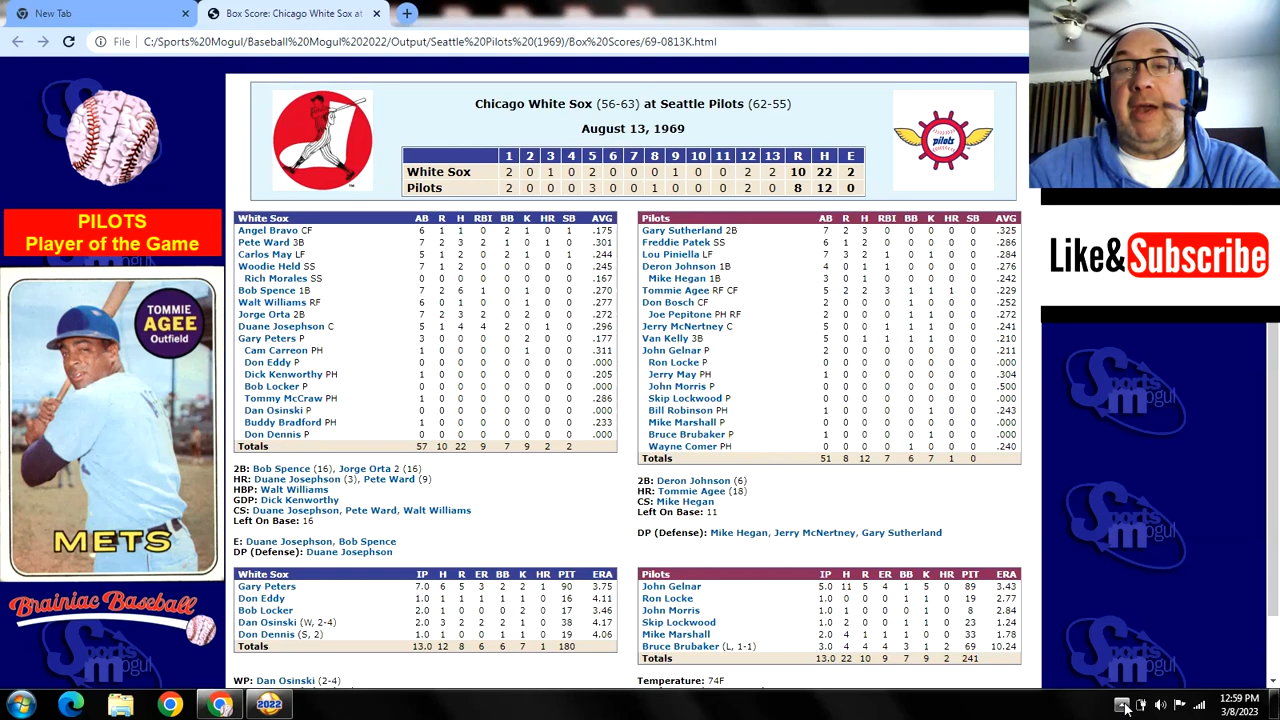 New Tab × Box Score: Chicago White Sox at × +
File C:/Sports%20Mogul/Baseball%20Mogul%202022/Output/Seattle%20Pilots%20(1969)/Box%20Scores/69-0813K.html
PILOTS
Player of the Game
TOMMIE
AGEE
Outfield
METS
Brainiac Baseball
Chicago White Sox (56-63) at Seattle Pilots (62-55)
August 13, 1969
pilots
1 2 3 4 5 6 7 8 9 10 11 12 13 R H E
White Sox 2 0 1 0 2 0 0 0 1 0 0 2 2 10 22 2
Pilots 2 0 0 0 3 0 0 1 0 0 0 2 0 8 12 0
White Sox AB R H RBI BB K HR SB AVG
Angel Bravo CF 6 1 1 0 2 1 0 1 .175
Pete Ward 3B 7 2 3 2 1 0 1 0 .301
Carlos May LF 5 1 2 0 2 1 0 1 .244
Woodie Held SS 7 1 2 0 0 2 0 0 .245
Rich Morales SS 0 0 0 0 0 0 0 0 .167
Bob Spence 1B 7 2 6 1 0 1 0 0 .270
Walt Williams RF 6 0 1 0 0 1 0 0 .277
Jorge Orta 2B 7 2 3 2 0 2 0 0 .272
Duane Josephson C 5 1 4 4 2 0 1 0 .296
Gary Peters P 3 0 0 0 0 2 0 0 .177
Cam Carreon PH 1 0 0 0 0 1 0 0 .311
Don Eddy P 0 0 0 0 0 0 0 0 .000
Dick Kenworthy PH 1 0 0 0 0 0 0 0 .205
Bob Locker P 0 0 0 0 0 0 0 0 .000
Tommy McCraw PH 1 0 0 0 0 0 0 0 .286
Dan Osinski P 0 0 0 0 0 0 0 0 .000
Buddy Bradford PH 1 0 0 0 0 0 0 0 .233
Don Dennis P 0 0 0 0 0 0 0 0 .000
Totals 57 10 22 9 7 9 2 2
2B: Bob Spence (16), Jorge Orta 2 (16)
HR: Duane Josephson (3), Pete Ward (9)
HBP: Walt Williams
GDP: Dick Kenworthy
CS: Duane Josephson, Pete Ward, Walt Williams
Left On Base: 16
E: Duane Josephson, Bob Spence
DP (Defense): Duane Josephson
White Sox IP H R ER BB K HR PIT ERA
Gary Peters 7.0 6 5 3 2 2 1 90 3.75
Don Eddy 1.0 1 1 1 1 1 0 16 4.11
Bob Locker 2.0 1 0 0 0 2 0 17 3.46
Dan Osinski (W, 2-4) 2.0 3 2 2 2 1 0 38 4.17
Don Dennis (S, 2) 1.0 1 0 0 1 1 0 19 4.06
Totals 13.0 12 8 6 6 7 1 180
WP: Dan Osinski (2-4)
Pilots AB R H RBI BB K HR SB AVG
Gary Sutherland 2B 7 2 3 0 0 0 0 0 .325
Freddie Patek SS 6 1 2 0 1 0 0 0 .286
Lou Piniella LF 7 3 2 1 0 1 0 0 .284
Deron Johnson 1B 4 0 1 1 0 0 0 0 .276
Mike Hegan 1B 3 0 1 0 0 0 0 0 .242
Tommie Agee RF CF 5 2 2 3 1 1 1 0 .229
Don Bosch CF 2 0 0 0 1 0 0 0 .252
Joe Pepitone PH RF 2 0 0 0 1 1 0 0 .272
Jerry McNertney C 5 0 0 1 1 1 0 0 .241
Van Kelly 3B 5 0 1 1 1 1 0 0 .210
John Gelnar P 2 0 0 0 0 0 0 0 .211
Ron Locke P 0 0 0 0 0 0 0 0 .000
Jerry May PH 1 0 0 0 0 0 0 0 .304
John Morris P 0 0 0 0 0 0 0 0 .500
Skip Lockwood P 0 0 0 0 0 0 0 0 .000
Bill Robinson PH 1 0 0 0 0 1 0 0 .243
Mike Marshall P 0 0 0 0 0 0 0 0 .000
Bruce Brubaker P 1 0 0 0 0 1 0 0 .000
Wayne Comer PH 0 0 0 0 1 0 0 0 .240
Totals 51 8 12 7 6 7 1 0
2B: Deron Johnson (6)
HR: Tommie Agee (18)
CS: Mike Hegan
Left On Base: 11
DP (Defense): Mike Hegan, Jerry McNertney, Gary Sutherland
Pilots IP H R ER BB K HR PIT ERA
John Gelnar 5.0 11 5 4 1 5 0 89 3.43
Ron Locke 1.0 0 0 0 1 1 0 19 2.77
John Morris 1.0 1 0 0 0 0 0 6 2.84
Skip Lockwood 1.0 2 0 0 1 0 0 23 1.24
Mike Marshall 2.0 4 1 1 1 0 0 33 1.78
Bruce Brubaker (L, 1-1) 3.0 4 4 4 3 1 0 69 10.24
Totals 13.0 22 10 9 7 9 2 241
Temperature: 74F
Like& Subscribe
Sports Mogul
Sports Mogul
Sports Mogul
2022
12:59 PM
3/8/2023